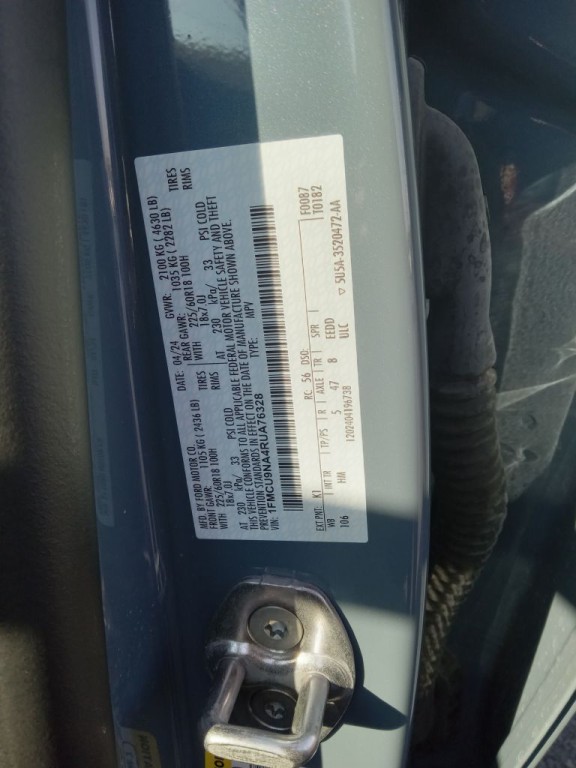 MFD. BY FORD MOTOR CO.
DATE: 04/24 GVWR: 2100 KG ( 4630 LB)
FRONT GAWR: 1105 KG ( 2436 LB) REAR GAWR: 1035 KG ( 2282 LB)
WITH 225/60R18 100H TIRES WITH 225/60R18 100H TIRES
18x7.0J RIMS 18x7.0J RIMS
AT 230 kPa/ 33 PSI COLD AT 230 kPa/ 33 PSI COLD
THIS VEHICLE CONFORMS TO ALL APPLICABLE FEDERAL MOTOR VEHICLE SAFETY AND THEFT
PREVENTION STANDARDS IN EFFECT ON THE DATE OF MANUFACTURE SHOWN ABOVE.
VIN: 1FMCU9NA4RUA76328
TYPE: MPV
F0087
T0182
EXT PNT: K1 RC: 56 DSO:
WB INT TR TP/PS R AXLE TR SPR
106 HM 5 47 8 EEDD
ULC
1202404196738
▽ 5U5A-3520472-AA